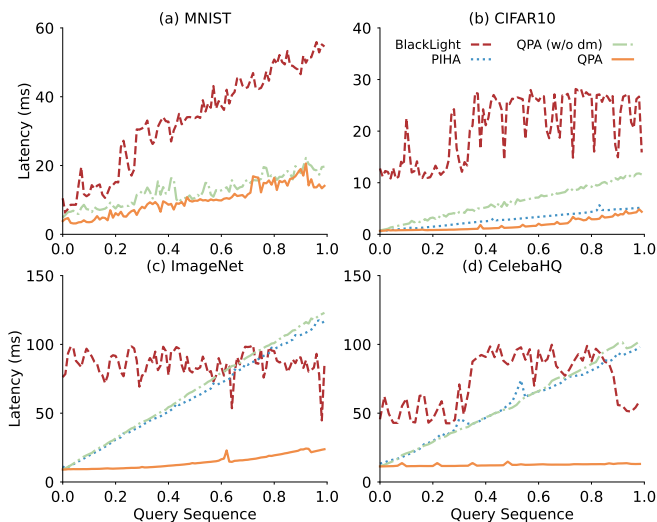 (a) MNIST
(b) CIFAR10
60
40
20
0
Latency (ms)
0.0 0.2 0.4 0.6 0.8 1.0
BlackLight
PIHA
QPA (w/o dm)
QPA
40
30
20
10
0
0.0 0.2 0.4 0.6 0.8 1.0
(c) ImageNet
(d) CelebaHQ
150
100
50
0
Latency (ms)
0.0 0.2 0.4 0.6 0.8 1.0
Query Sequence
150
100
50
0
0.0 0.2 0.4 0.6 0.8 1.0
Query Sequence